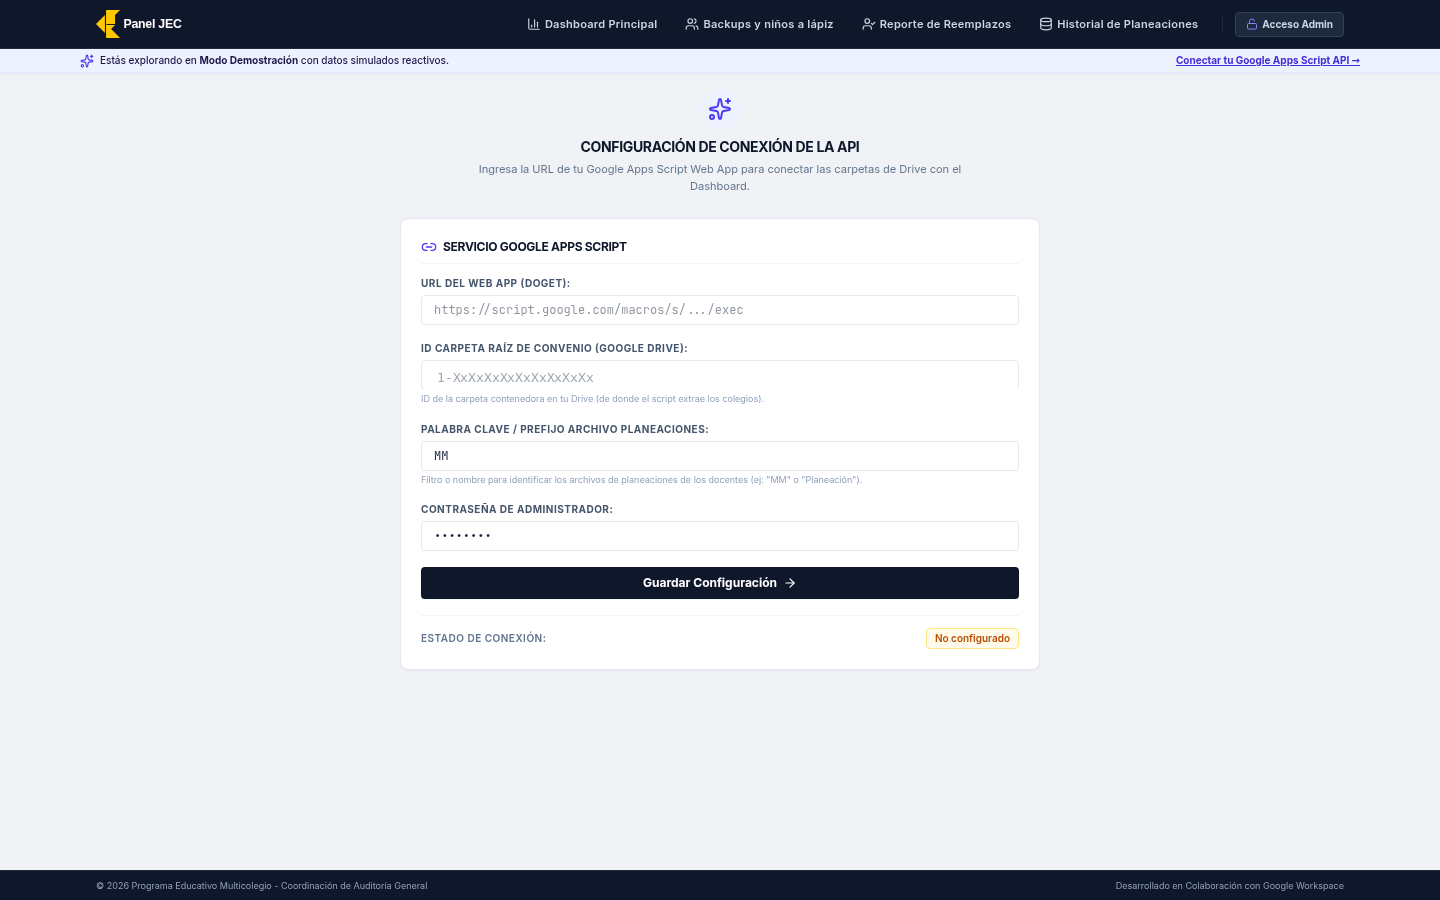 Panel JEC
Dashboard Principal
Backups y niños a lápiz
Reporte de Reemplazos
Historial de Planeaciones
Acceso Admin
Estás explorando en Modo Demostración con datos simulados reactivos.
Conectar tu Google Apps Script API →
CONFIGURACIÓN DE CONEXIÓN DE LA API
Ingresa la URL de tu Google Apps Script Web App para conectar las carpetas de Drive con el
Dashboard.
SERVICIO GOOGLE APPS SCRIPT
URL DEL WEB APP (DOGET):
https://script.google.com/macros/s/.../exec
ID CARPETA RAÍZ DE CONVENIO (GOOGLE DRIVE):
1-XxXxXxXxXxXxXxXxXx
ID de la carpeta contenedora en tu Drive (de donde el script extrae los colegios).
PALABRA CLAVE / PREFIJO ARCHIVO PLANEACIONES:
MM
Filtro o nombre para identificar los archivos de planeaciones de los docentes (ej: "MM" o "Planeación").
CONTRASEÑA DE ADMINISTRADOR:
••••••••
Guardar Configuración →
ESTADO DE CONEXIÓN:
No configurado
© 2026 Programa Educativo Multicolegio - Coordinación de Auditoría General
Desarrollado en Colaboración con Google Workspace